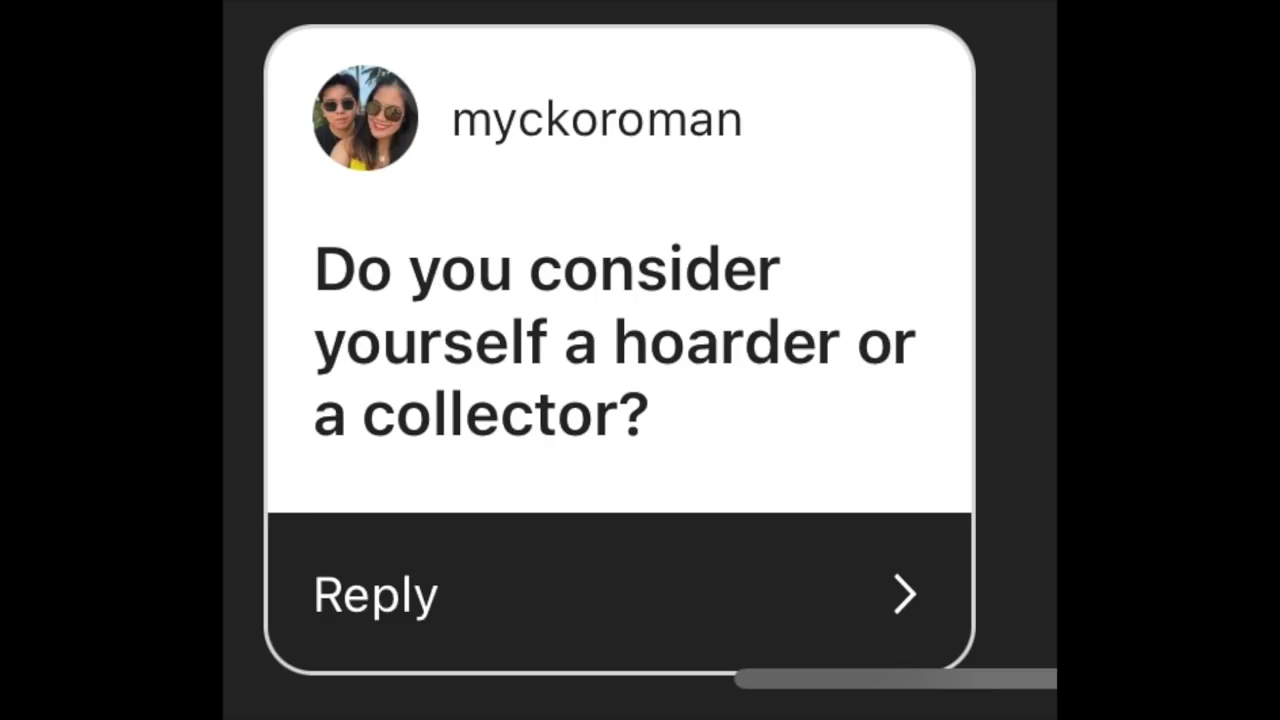 myckoroman
Do you consider
yourself a hoarder or
a collector?
Reply